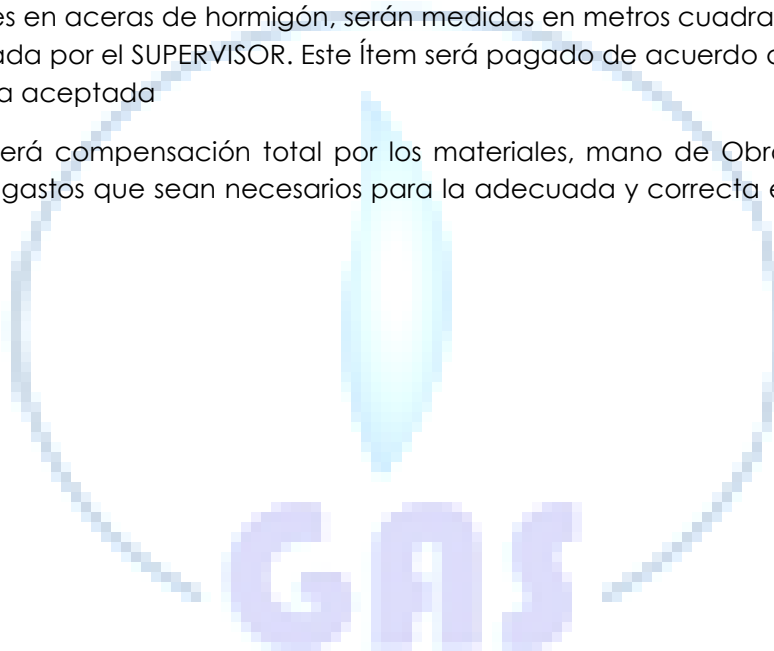 es en aceras de hormigón, serán medidas en metros cuadra
ada por el SUPERVISOR. Este Ítem será pagado de acuerdo
a aceptada
erá compensación total por los materiales, mano de Obr
gastos que sean necesarios para la adecuada y correcta e
GAS